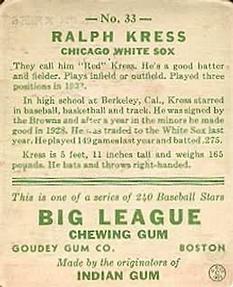 — No. 33 —
RALPH KRESS
CHICAGO WHITE SOX
They call him "Red" Kress. He's a good batter
and fielder. Plays infield or outfield. Played three
positions in
In high school at Berkeley, Cal., Kress starred
in baseball, basketball and track. He was signed
by the Browns and after a year in the minors he made
good in 1928. He was traded to the White Sox last
year. He played 149 games last year and batted .275.
Kress is 5 feet, 11 inches tall and weighs 165
pounds. He bats and throws right-handed.
This is one of a series of 240 Baseball Stars
BIG LEAGUE
CHEWING GUM
GOUDEY GUM CO. BOSTON
Made by the originators of
INDIAN GUM